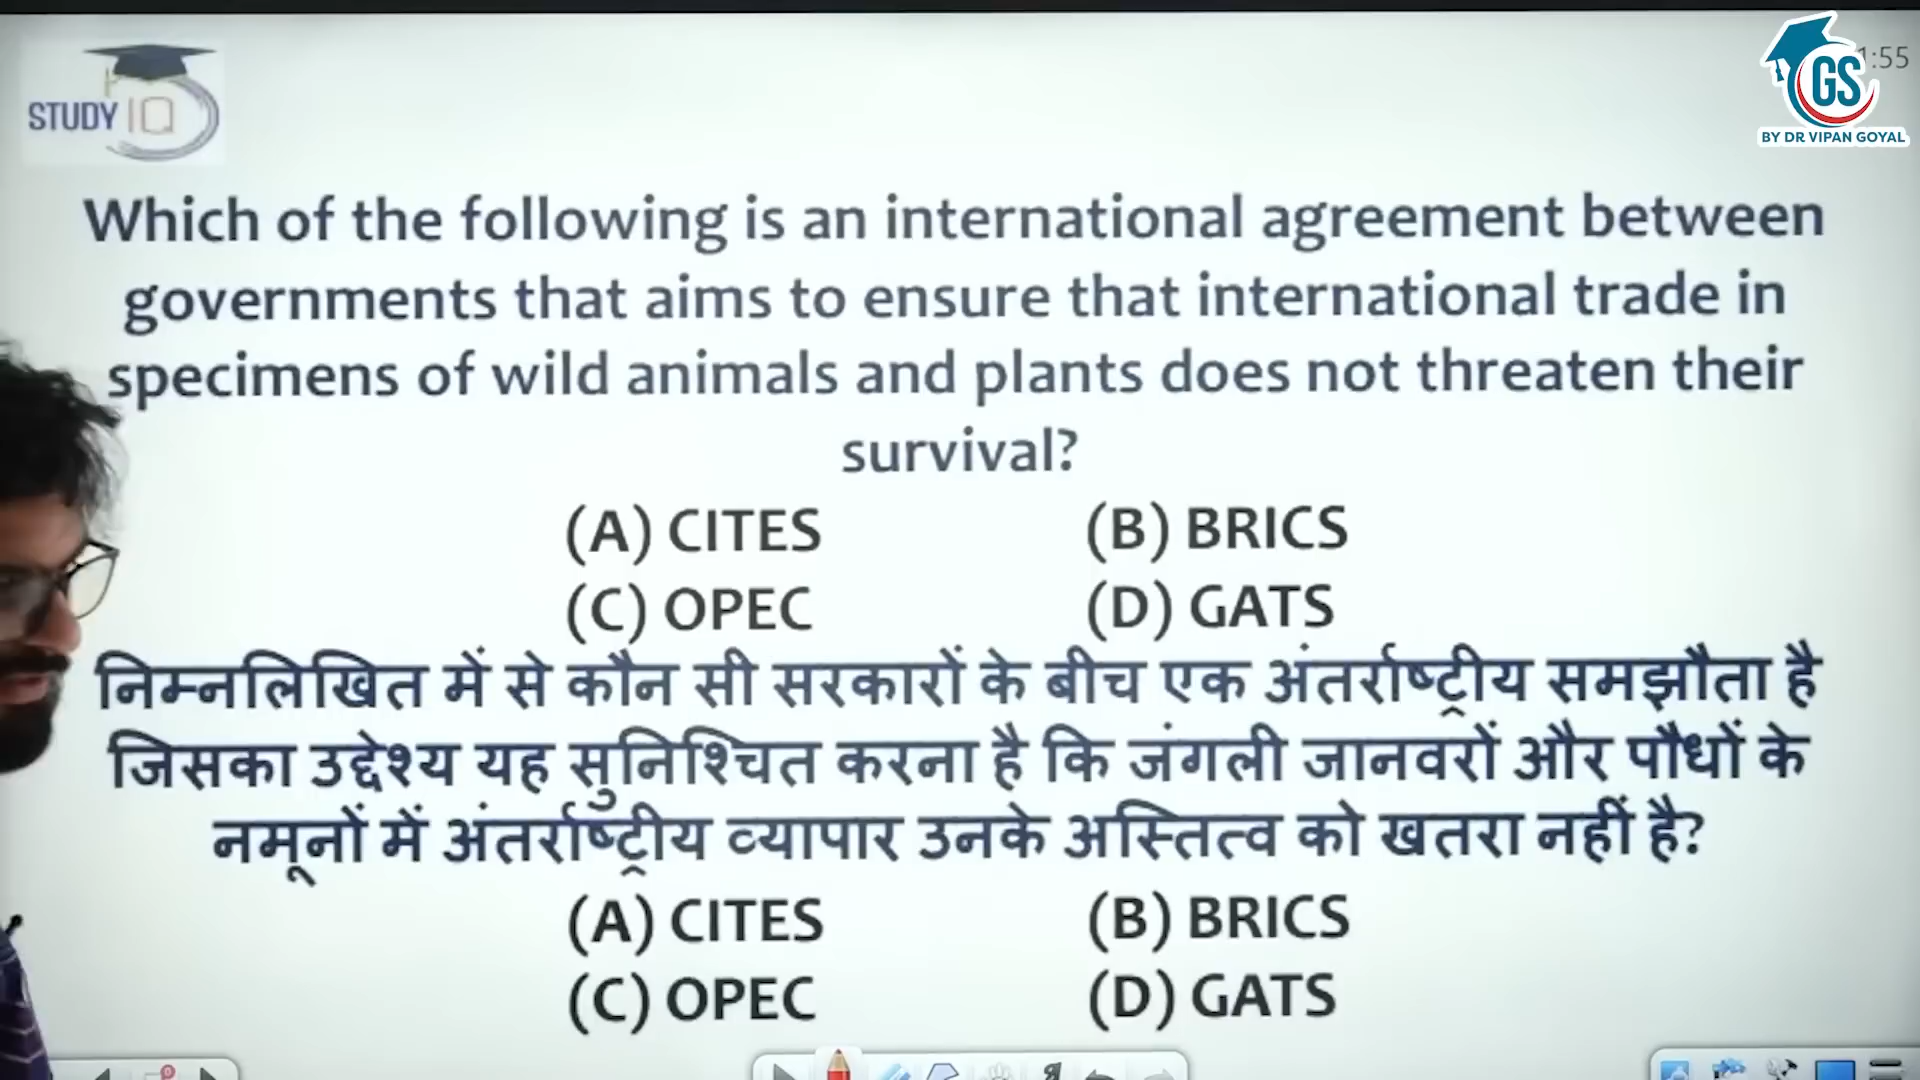 STUDY IQ
GS
:55
BY DR VIPAN GOYAL
Which of the following is an international agreement between
governments that aims to ensure that international trade in
specimens of wild animals and plants does not threaten their
survival?
(A) CITES (B) BRICS
(C) OPEC (D) GATS
निम्नलिखित में से कौन सी सरकारों के बीच एक अंतर्राष्ट्रीय समझौता है
जिसका उद्देश्य यह सुनिश्चित करना है कि जंगली जानवरों और पौधों के
नमूनों में अंतर्राष्ट्रीय व्यापार उनके अस्तित्व को खतरा नहीं है?
(A) CITES (B) BRICS
(C) OPEC (D) GATS